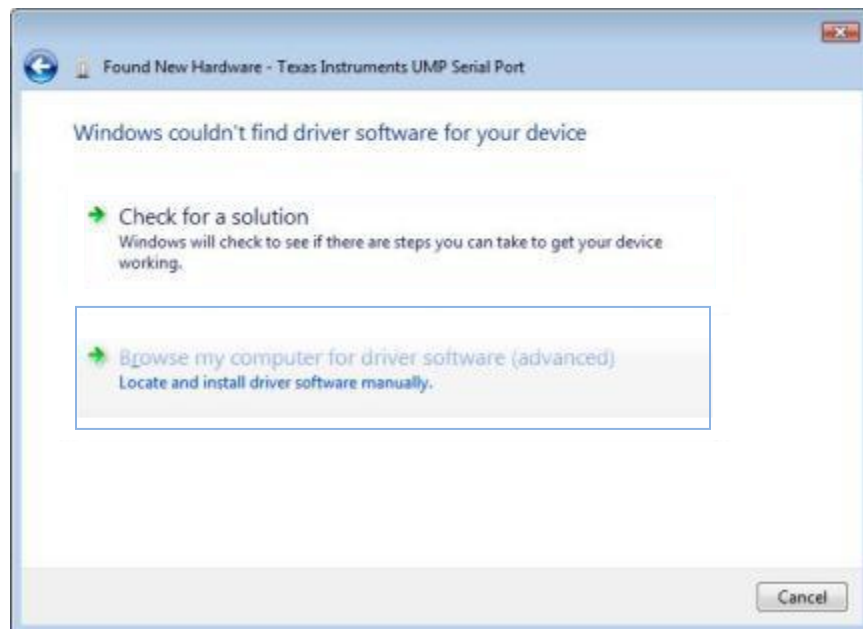 Found New Hardware - Texas Instruments UMP Serial Port
Windows couldn't find driver software for your device
Check for a solution
Windows will check to see if there are steps you can take to get your device
working.
Browse my computer for driver software (advanced)
Locate and install driver software manually.
Cancel